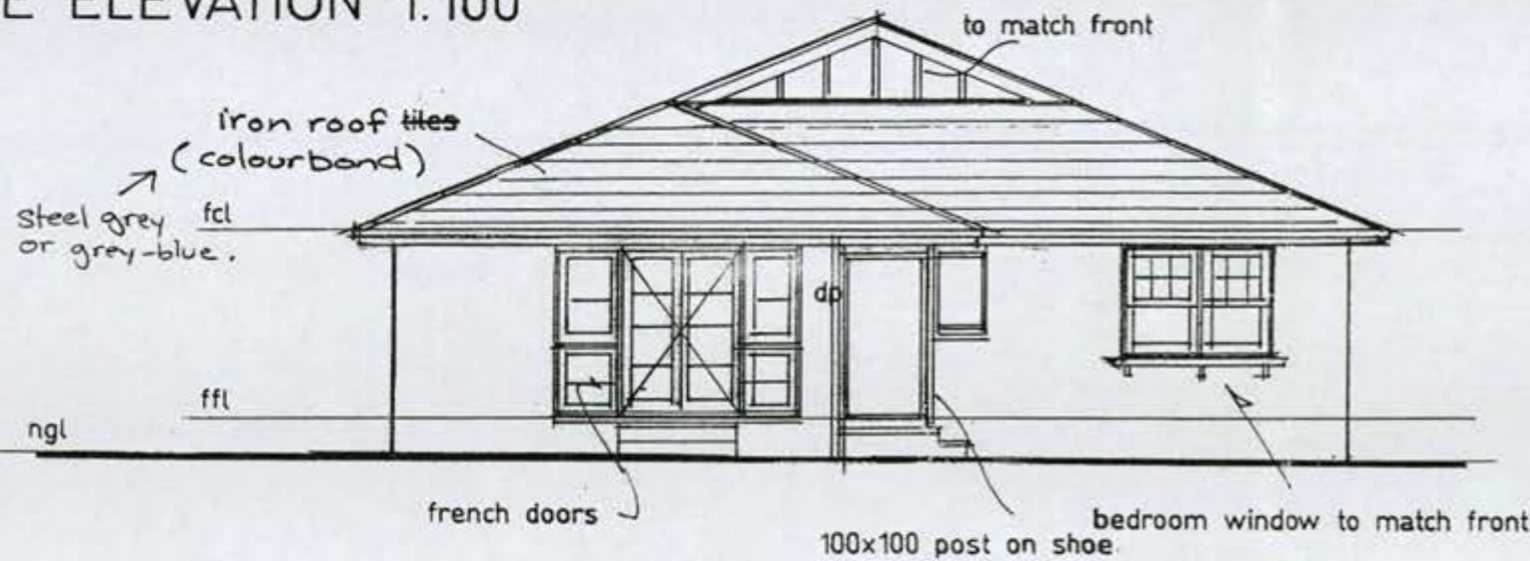 E ELEVATION 1:100
to match front
iron roof tiles
(colourbond)
steel grey
or grey-blue.
fcl
dp
ffl
ngl
french doors
100x100 post on shoe
bedroom window to match front